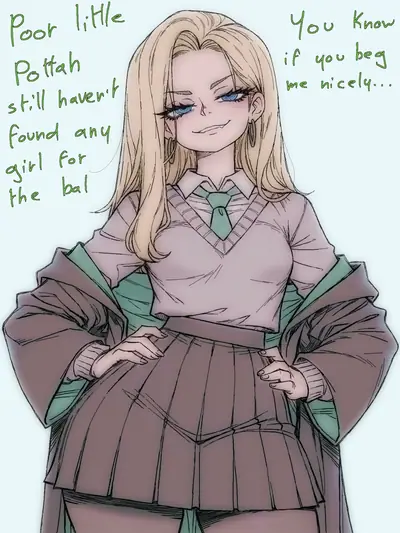 Poor little
Pottah
still haven't
found any
girl for
the bal
You know
if you beg
me nicely...